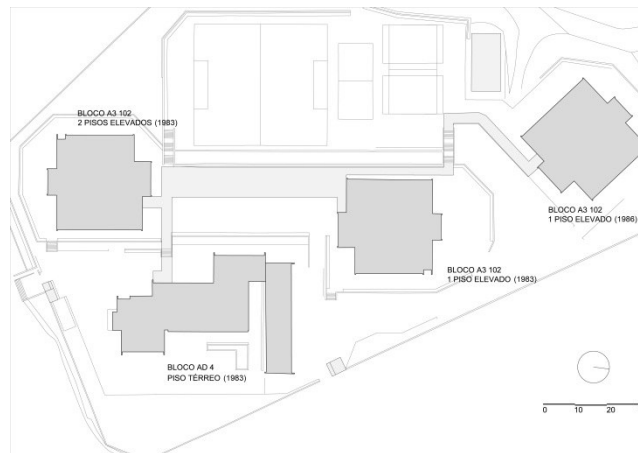 BLOCO A3 102
2 PISOS ELEVADOS (1983)
BLOCO A3 102
1 PISO ELEVADO (1986)
BLOCO A3 102
1 PISO ELEVADO (1983)
BLOCO AD 4
PISO TÉRREO (1983)
0 10 20